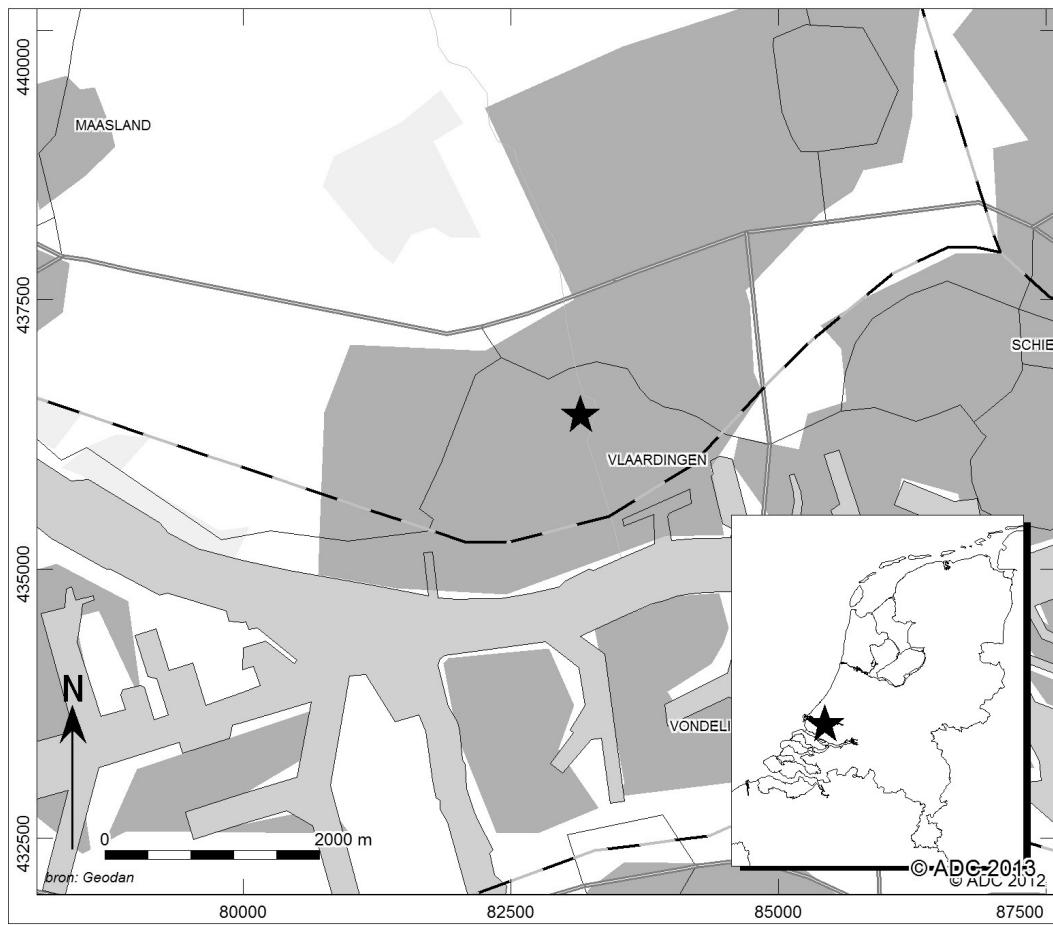 440000
MAASLAND
437500
SCHIE
VLAARDINGEN
435000
N
VONDELI
0 2000 m
432500
bron: Geodan
© ADC 2013
© ADC 2012
80000 82500 85000 87500